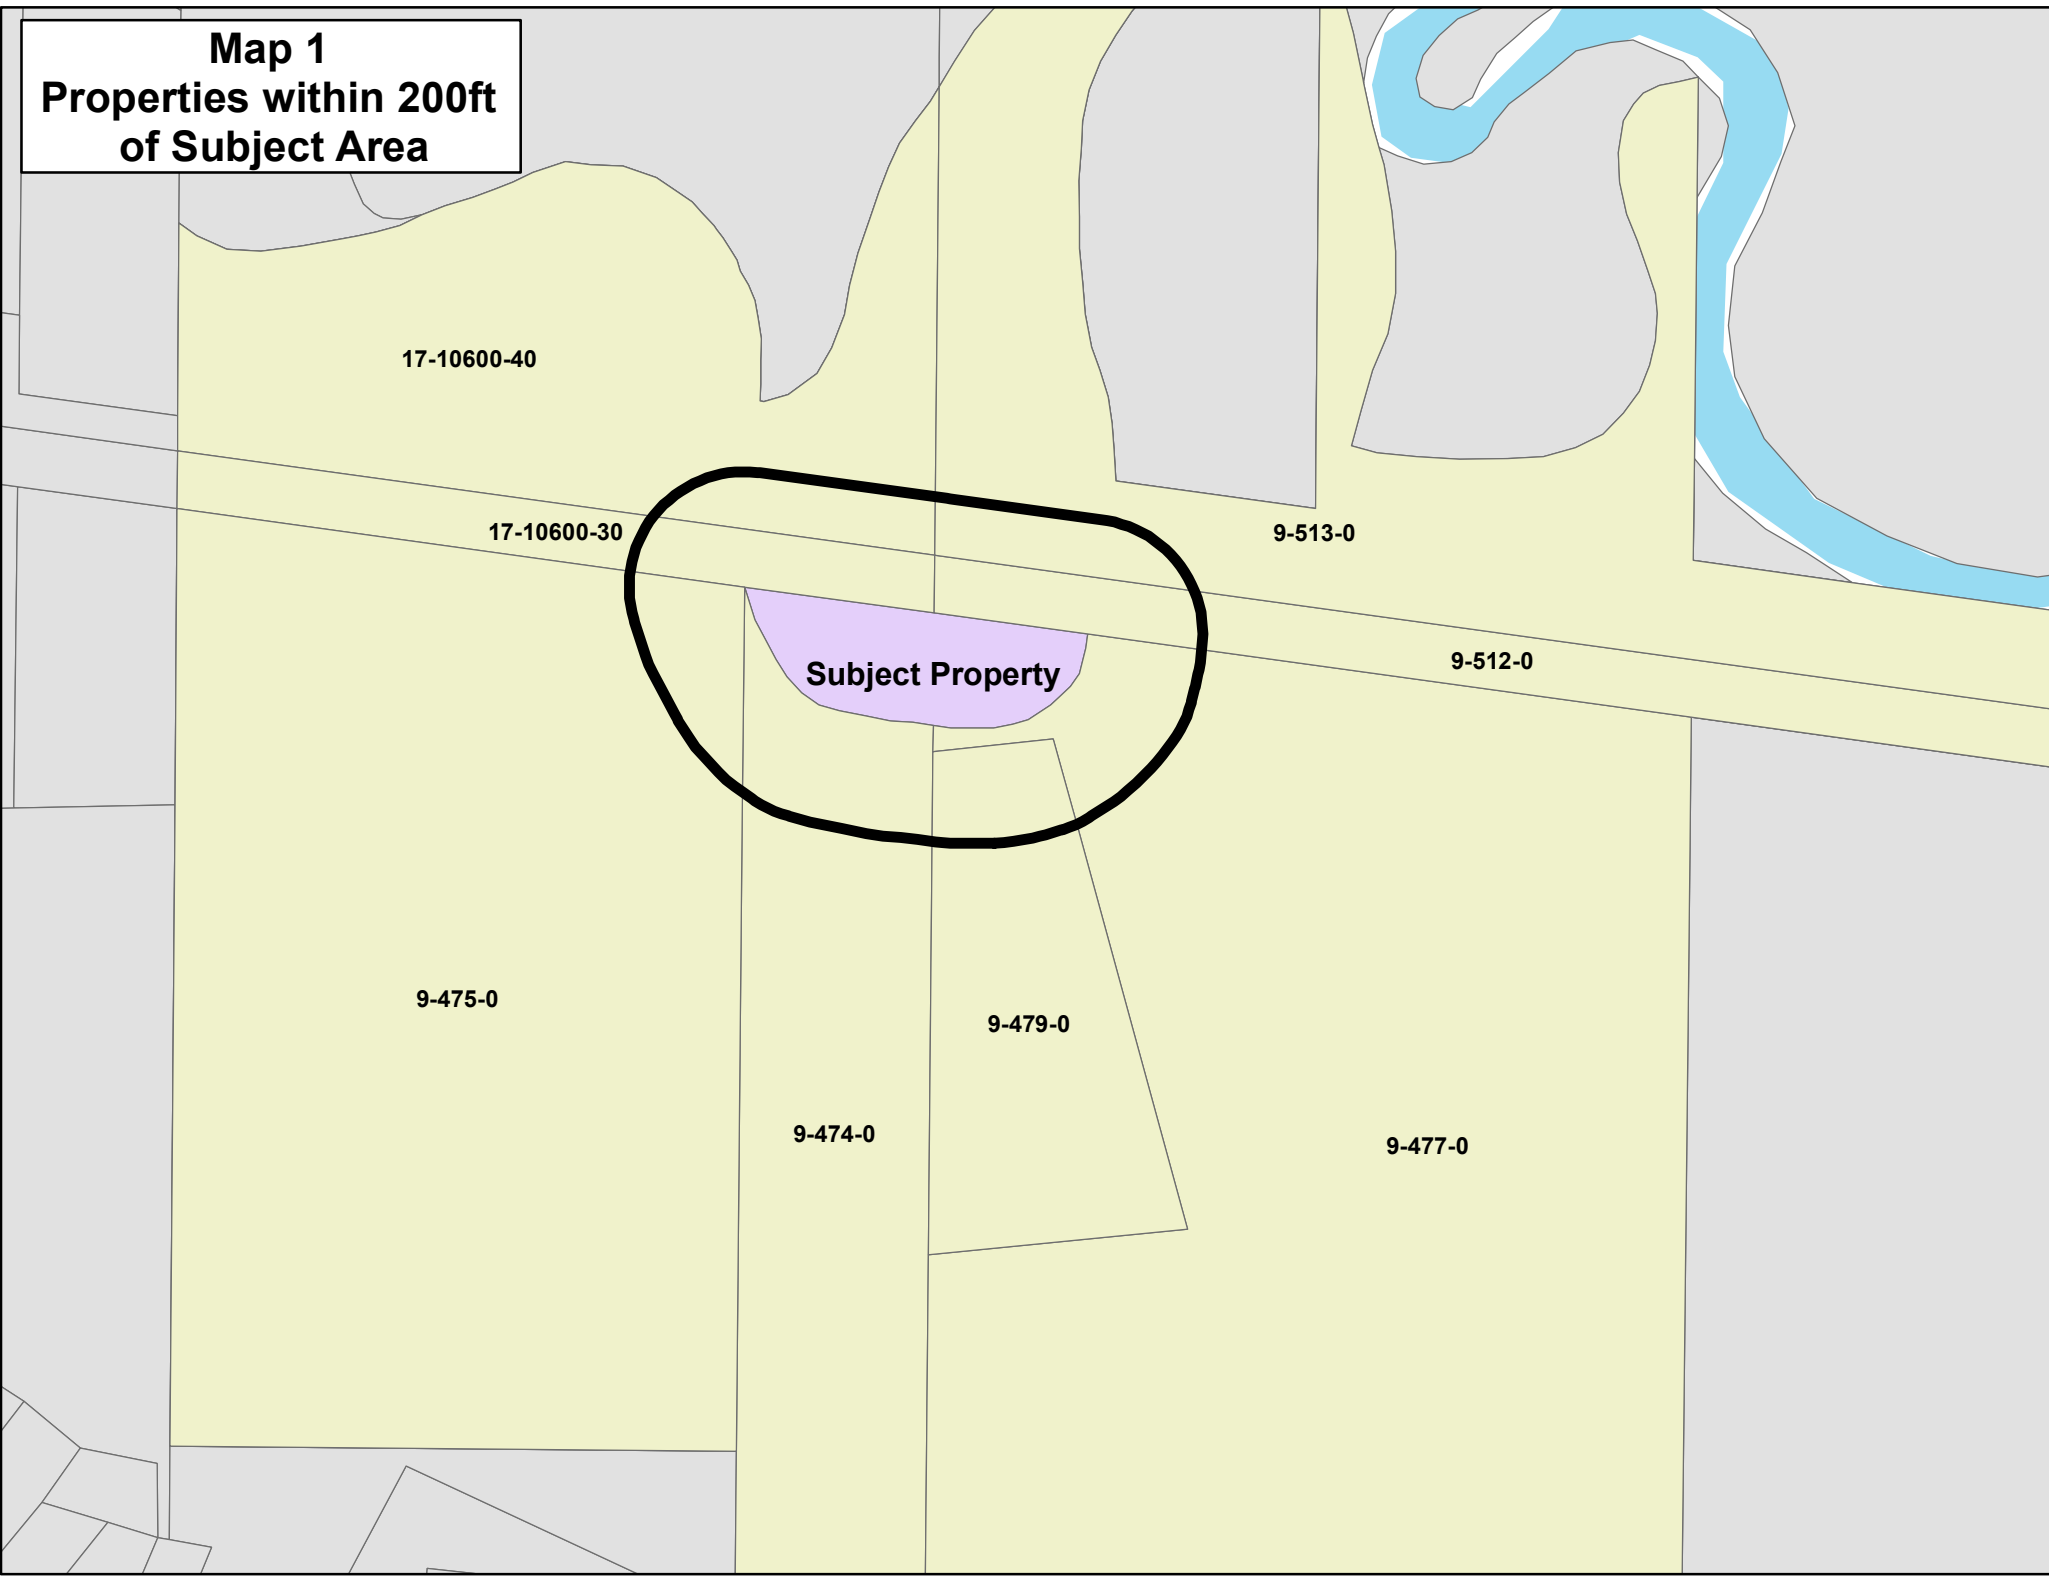 Map 1
Properties within 200ft
of Subject Area
17-10600-40
17-10600-30
9-513-0
9-512-0
Subject Property
9-475-0
9-479-0
9-474-0
9-477-0